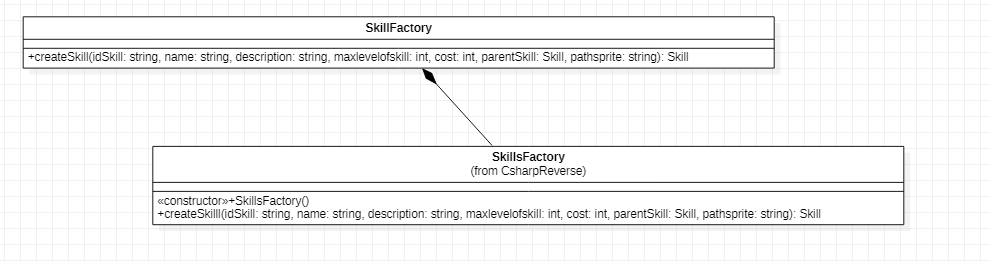 SkillFactory
+createSkill(idSkill: string, name: string, description: string, maxlevelofskill: int, cost: int, parentSkill: Skill, pathsprite: string): Skill
SkillsFactory
(from CsharpReverse)
«constructor»+SkillsFactory()
+createSkilll(idSkill: string, name: string, description: string, maxlevelofskill: int, cost: int, parentSkill: Skill, pathsprite: string): Skill